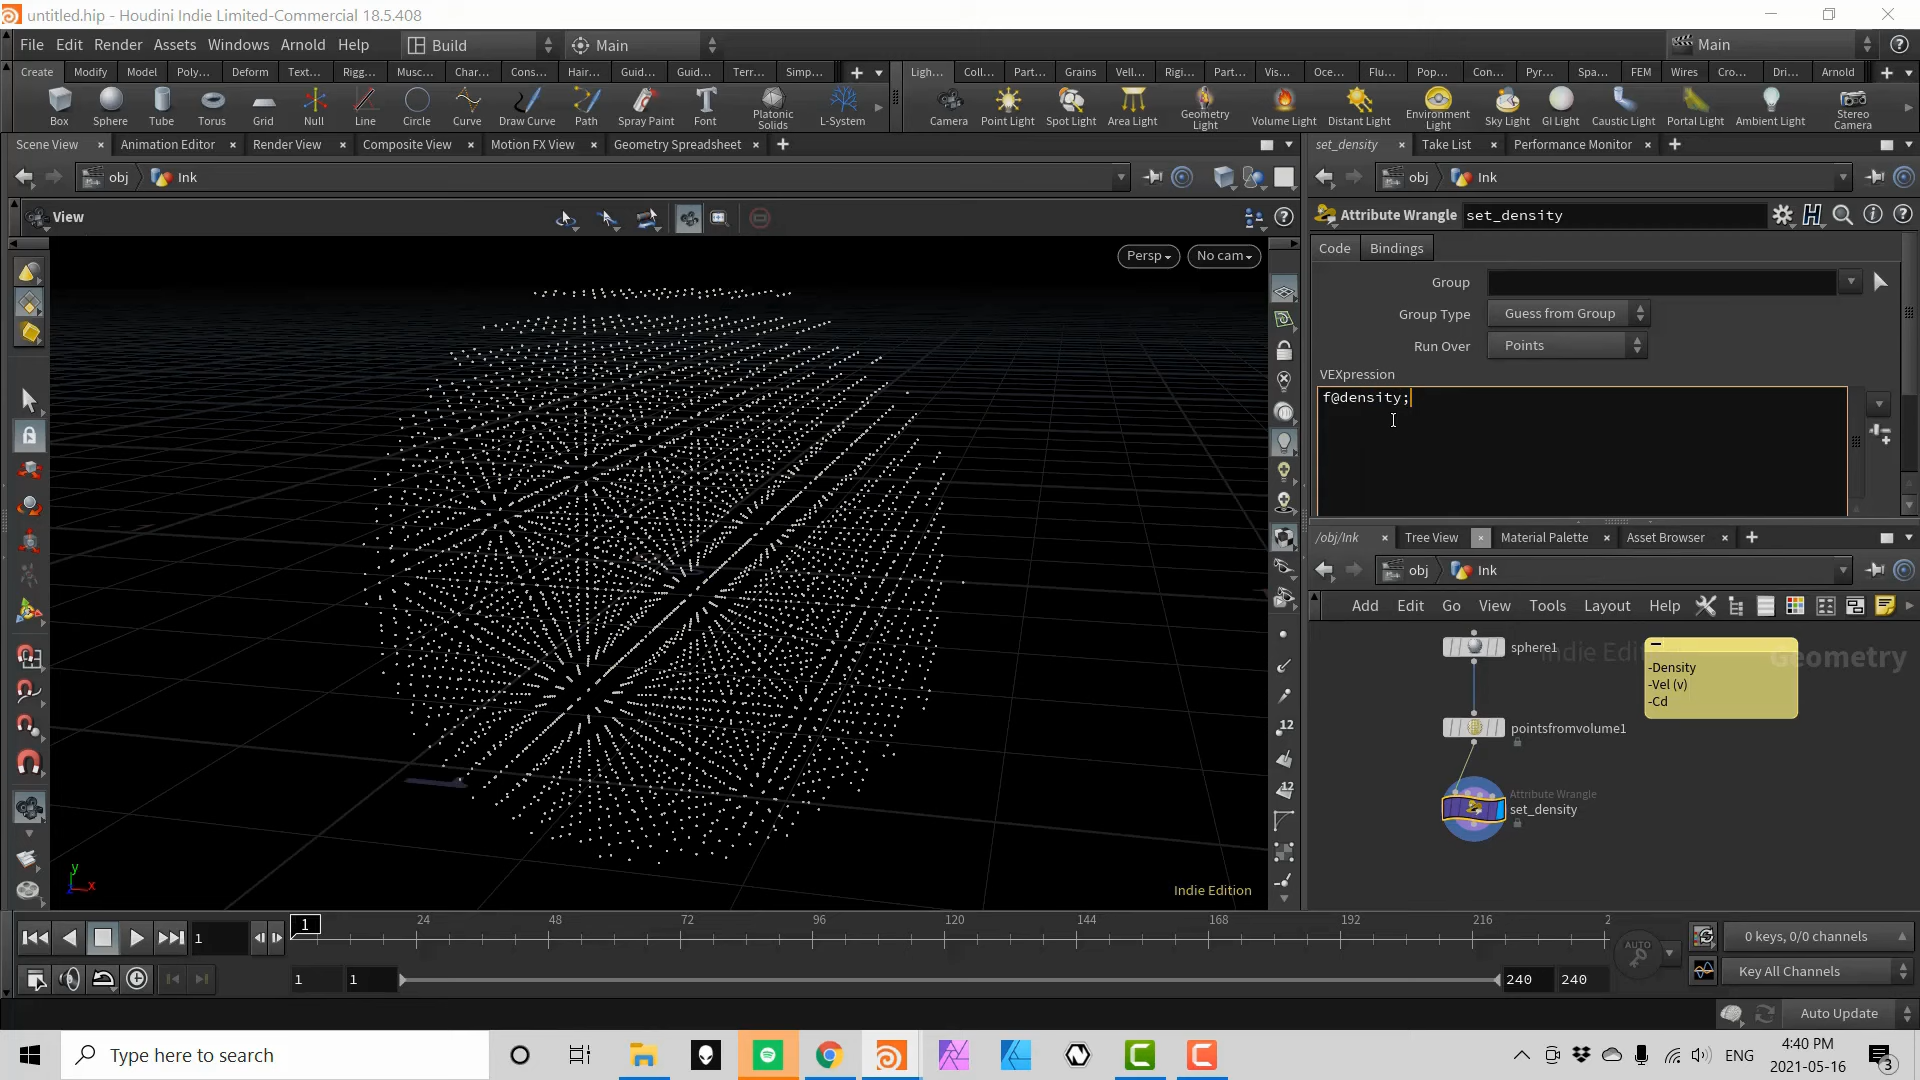 untitled.hip - Houdini Indie Limited-Commercial 18.5.408
File Edit Render Assets Windows Arnold Help Build Main Main
Create Modify Model Poly... Deform Text... Rigg... Musc... Char... Cons... Hair... Guid... Guid... Terr... Simp... Ligh... Coll... Part... Grains Vell... Rigi... Part... Vis... Oce... Flu... Pop... Con... Pyr... Spa... FEM Wires Cro... Dri... Arnold
Box Sphere Tube Torus Grid Null Line Circle Curve Draw Curve Path Spray Paint Font Platonic Solids L-System Camera Point Light Spot Light Area Light Geometry Light Volume Light Distant Light Environment Light Sky Light GI Light Caustic Light Portal Light Ambient Light Stereo Camera
Scene View Animation Editor Render View Composite View Motion FX View Geometry Spreadsheet set_density Take List Performance Monitor
obj Ink obj Ink
View
Attribute Wrangle set_density
Persp No cam
Code Bindings
Group
Group Type Guess from Group
Run Over Points
VEXpression
f@density;
/obj/Ink Tree View Material Palette Asset Browser
obj Ink
Add Edit Go View Tools Layout Help
sphere1
Indie Edi
Geometry
-Density
-Vel (v)
-Cd
pointsfromvolume1
Attribute Wrangle
set_density
12
12
y
x
Indie Edition
1
1 24 48 72 96 120 144 168 192 216 2
AUTO
0 keys, 0/0 channels
1 1 240 240
Key All Channels
Auto Update
Type here to search
ENG
4:40 PM
2021-05-16
3